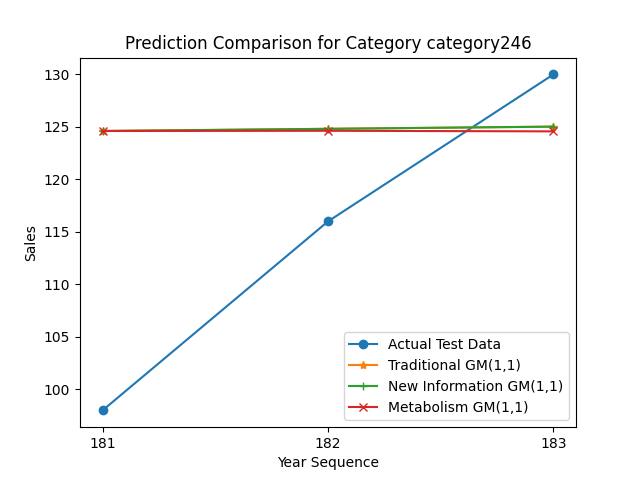 Prediction Comparison for Category category246
130
125
120
115
110
105
100
Sales
181
182
183
Year Sequence
Actual Test Data
Traditional GM(1,1)
New Information GM(1,1)
Metabolism GM(1,1)